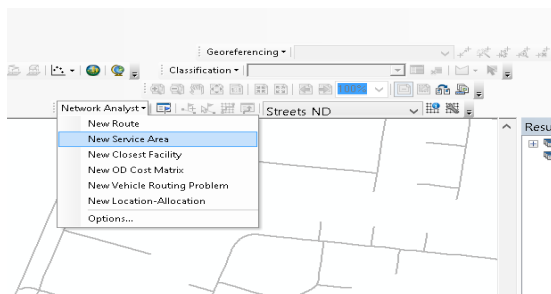 Georeferencing
Classification
100%
Network Analyst
Streets ND
New Route
New Service Area
New Closest Facility
New OD Cost Matrix
New Vehicle Routing Problem
New Location-Allocation
Options...
Resu